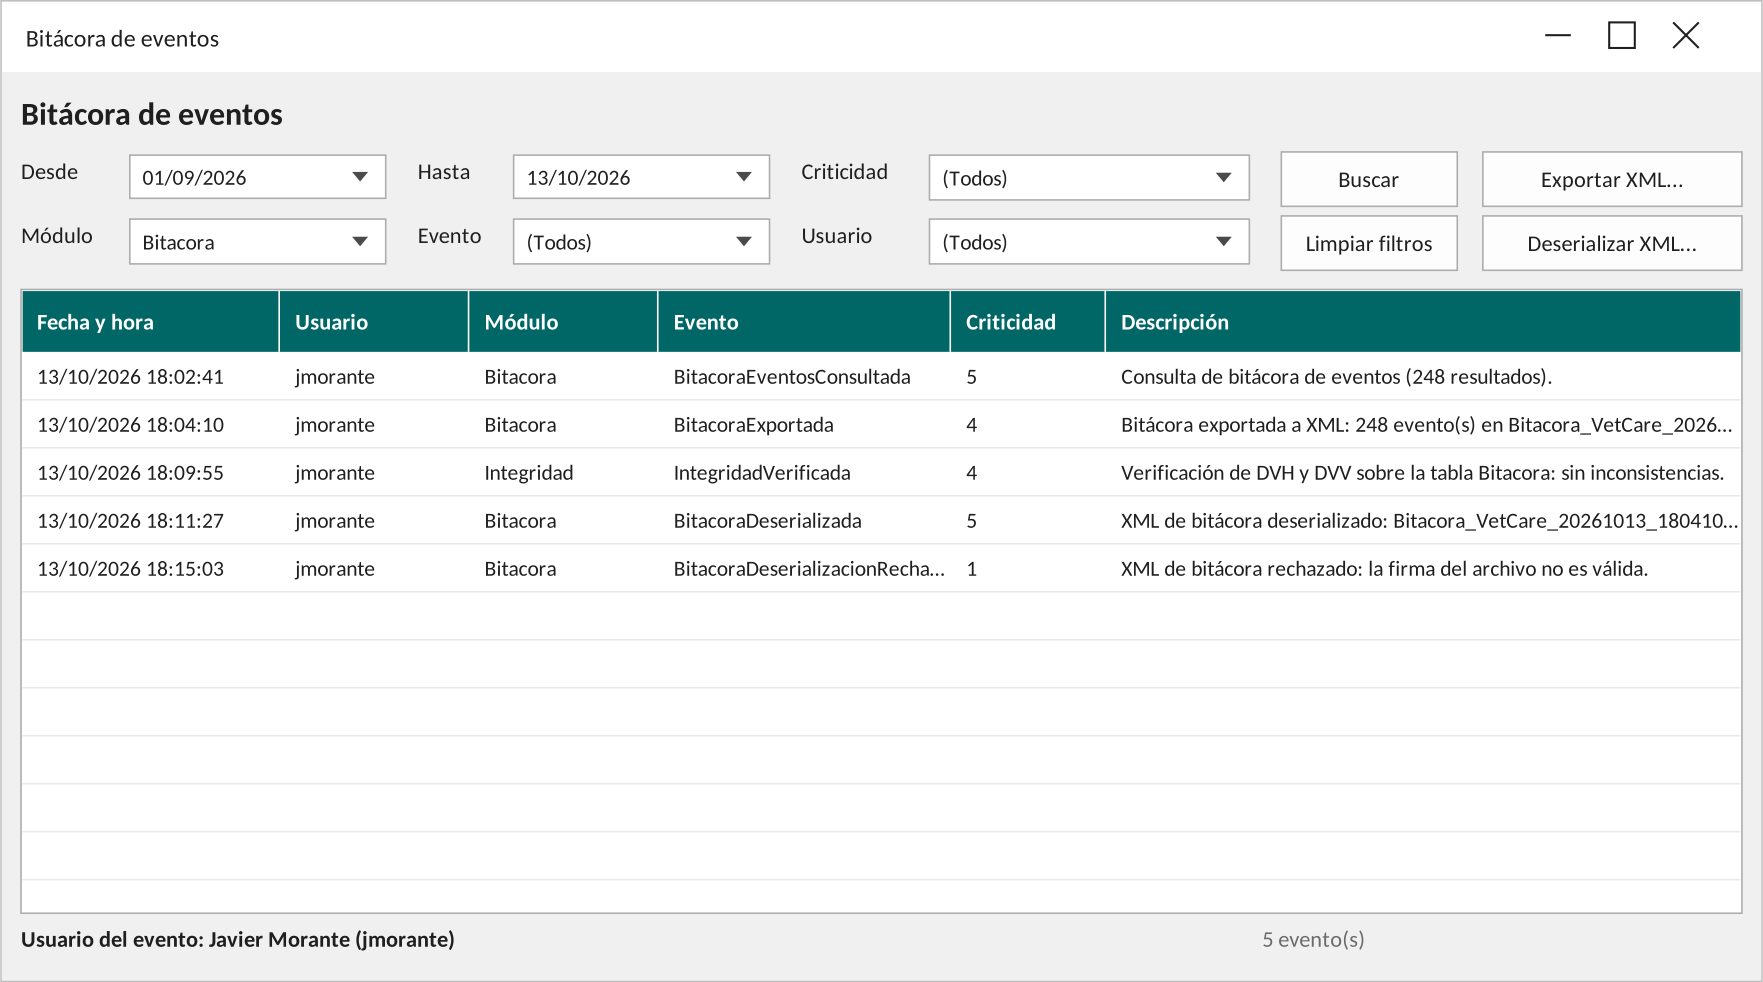 Bitácora de eventos
Bitácora de eventos
Desde 01/09/2026 Hasta 13/10/2026 Criticidad (Todos) Buscar Exportar XML...
Módulo Bitacora Evento (Todos) Usuario (Todos) Limpiar filtros Deserializar XML...
Fecha y hora Usuario Módulo Evento Criticidad Descripción
13/10/2026 18:02:41 jmorante Bitacora BitacoraEventosConsultada 5 Consulta de bitácora de eventos (248 resultados).
13/10/2026 18:04:10 jmorante Bitacora BitacoraExportada 4 Bitácora exportada a XML: 248 evento(s) en Bitacora_VetCare_2026...
13/10/2026 18:09:55 jmorante Integridad IntegridadVerificada 4 Verificación de DVH y DVV sobre la tabla Bitacora: sin inconsistencias.
13/10/2026 18:11:27 jmorante Bitacora BitacoraDeserializada 5 XML de bitácora deserializado: Bitacora_VetCare_20261013_180410...
13/10/2026 18:15:03 jmorante Bitacora BitacoraDeserializacionRecha... 1 XML de bitácora rechazado: la firma del archivo no es válida.
Usuario del evento: Javier Morante (jmorante) 5 evento(s)